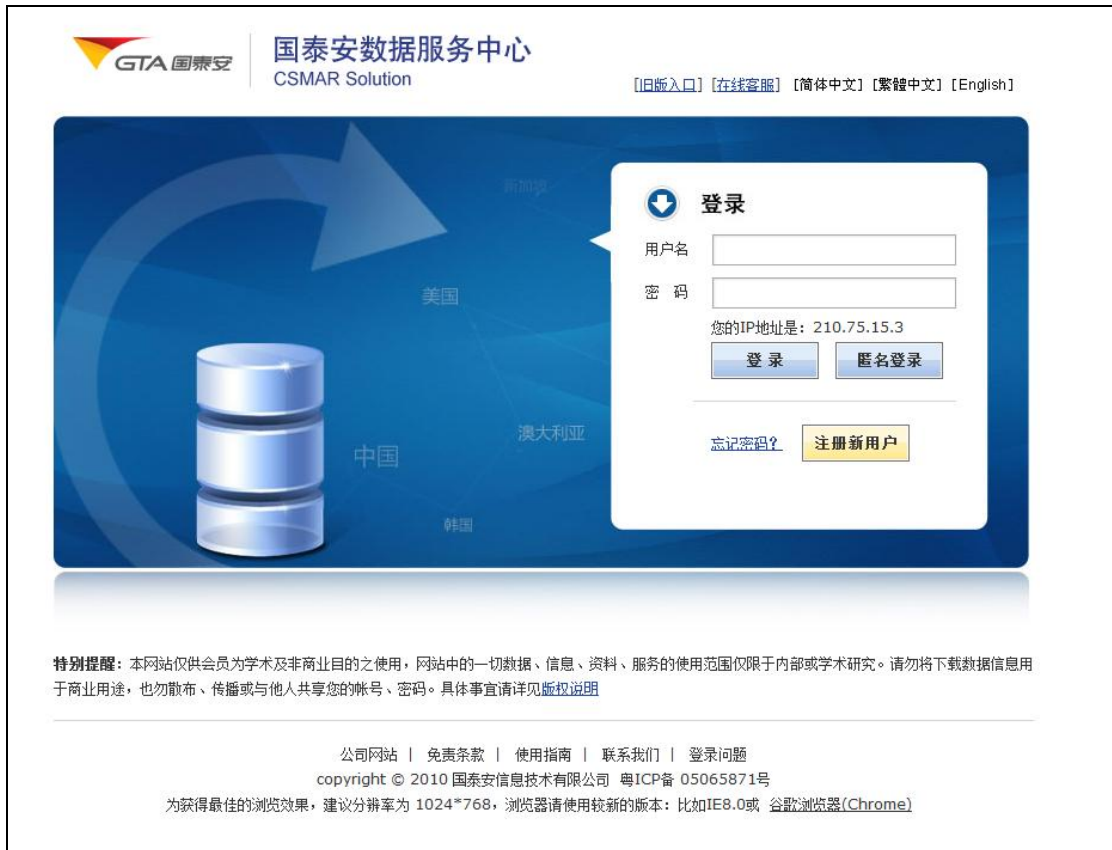 GTA 国泰安
国泰安数据服务中心
CSMAR Solution
[旧版入口] [在线客服] [简体中文] [繁體中文] [English]
新加坡
登录
用户名
美国
密 码
您的IP地址是：210.75.15.3
登 录 匿名登录
澳大利亚
中国
忘记密码? 注册新用户
韩国
特别提醒：本网站仅供会员为学术及非商业目的之使用，网站中的一切数据、信息、资料、服务的使用范围仅限于内部或学术研究。请勿将下载数据信息用
于商业用途，也勿散布、传播或与他人共享您的帐号、密码。具体事宜请详见版权说明
公司网站 | 免责条款 | 使用指南 | 联系我们 | 登录问题
copyright © 2010 国泰安信息技术有限公司 粤ICP备 05065871号
为获得最佳的浏览效果，建议分辨率为 1024*768，浏览器请使用较新的版本：比如IE8.0或 谷歌浏览器(Chrome)